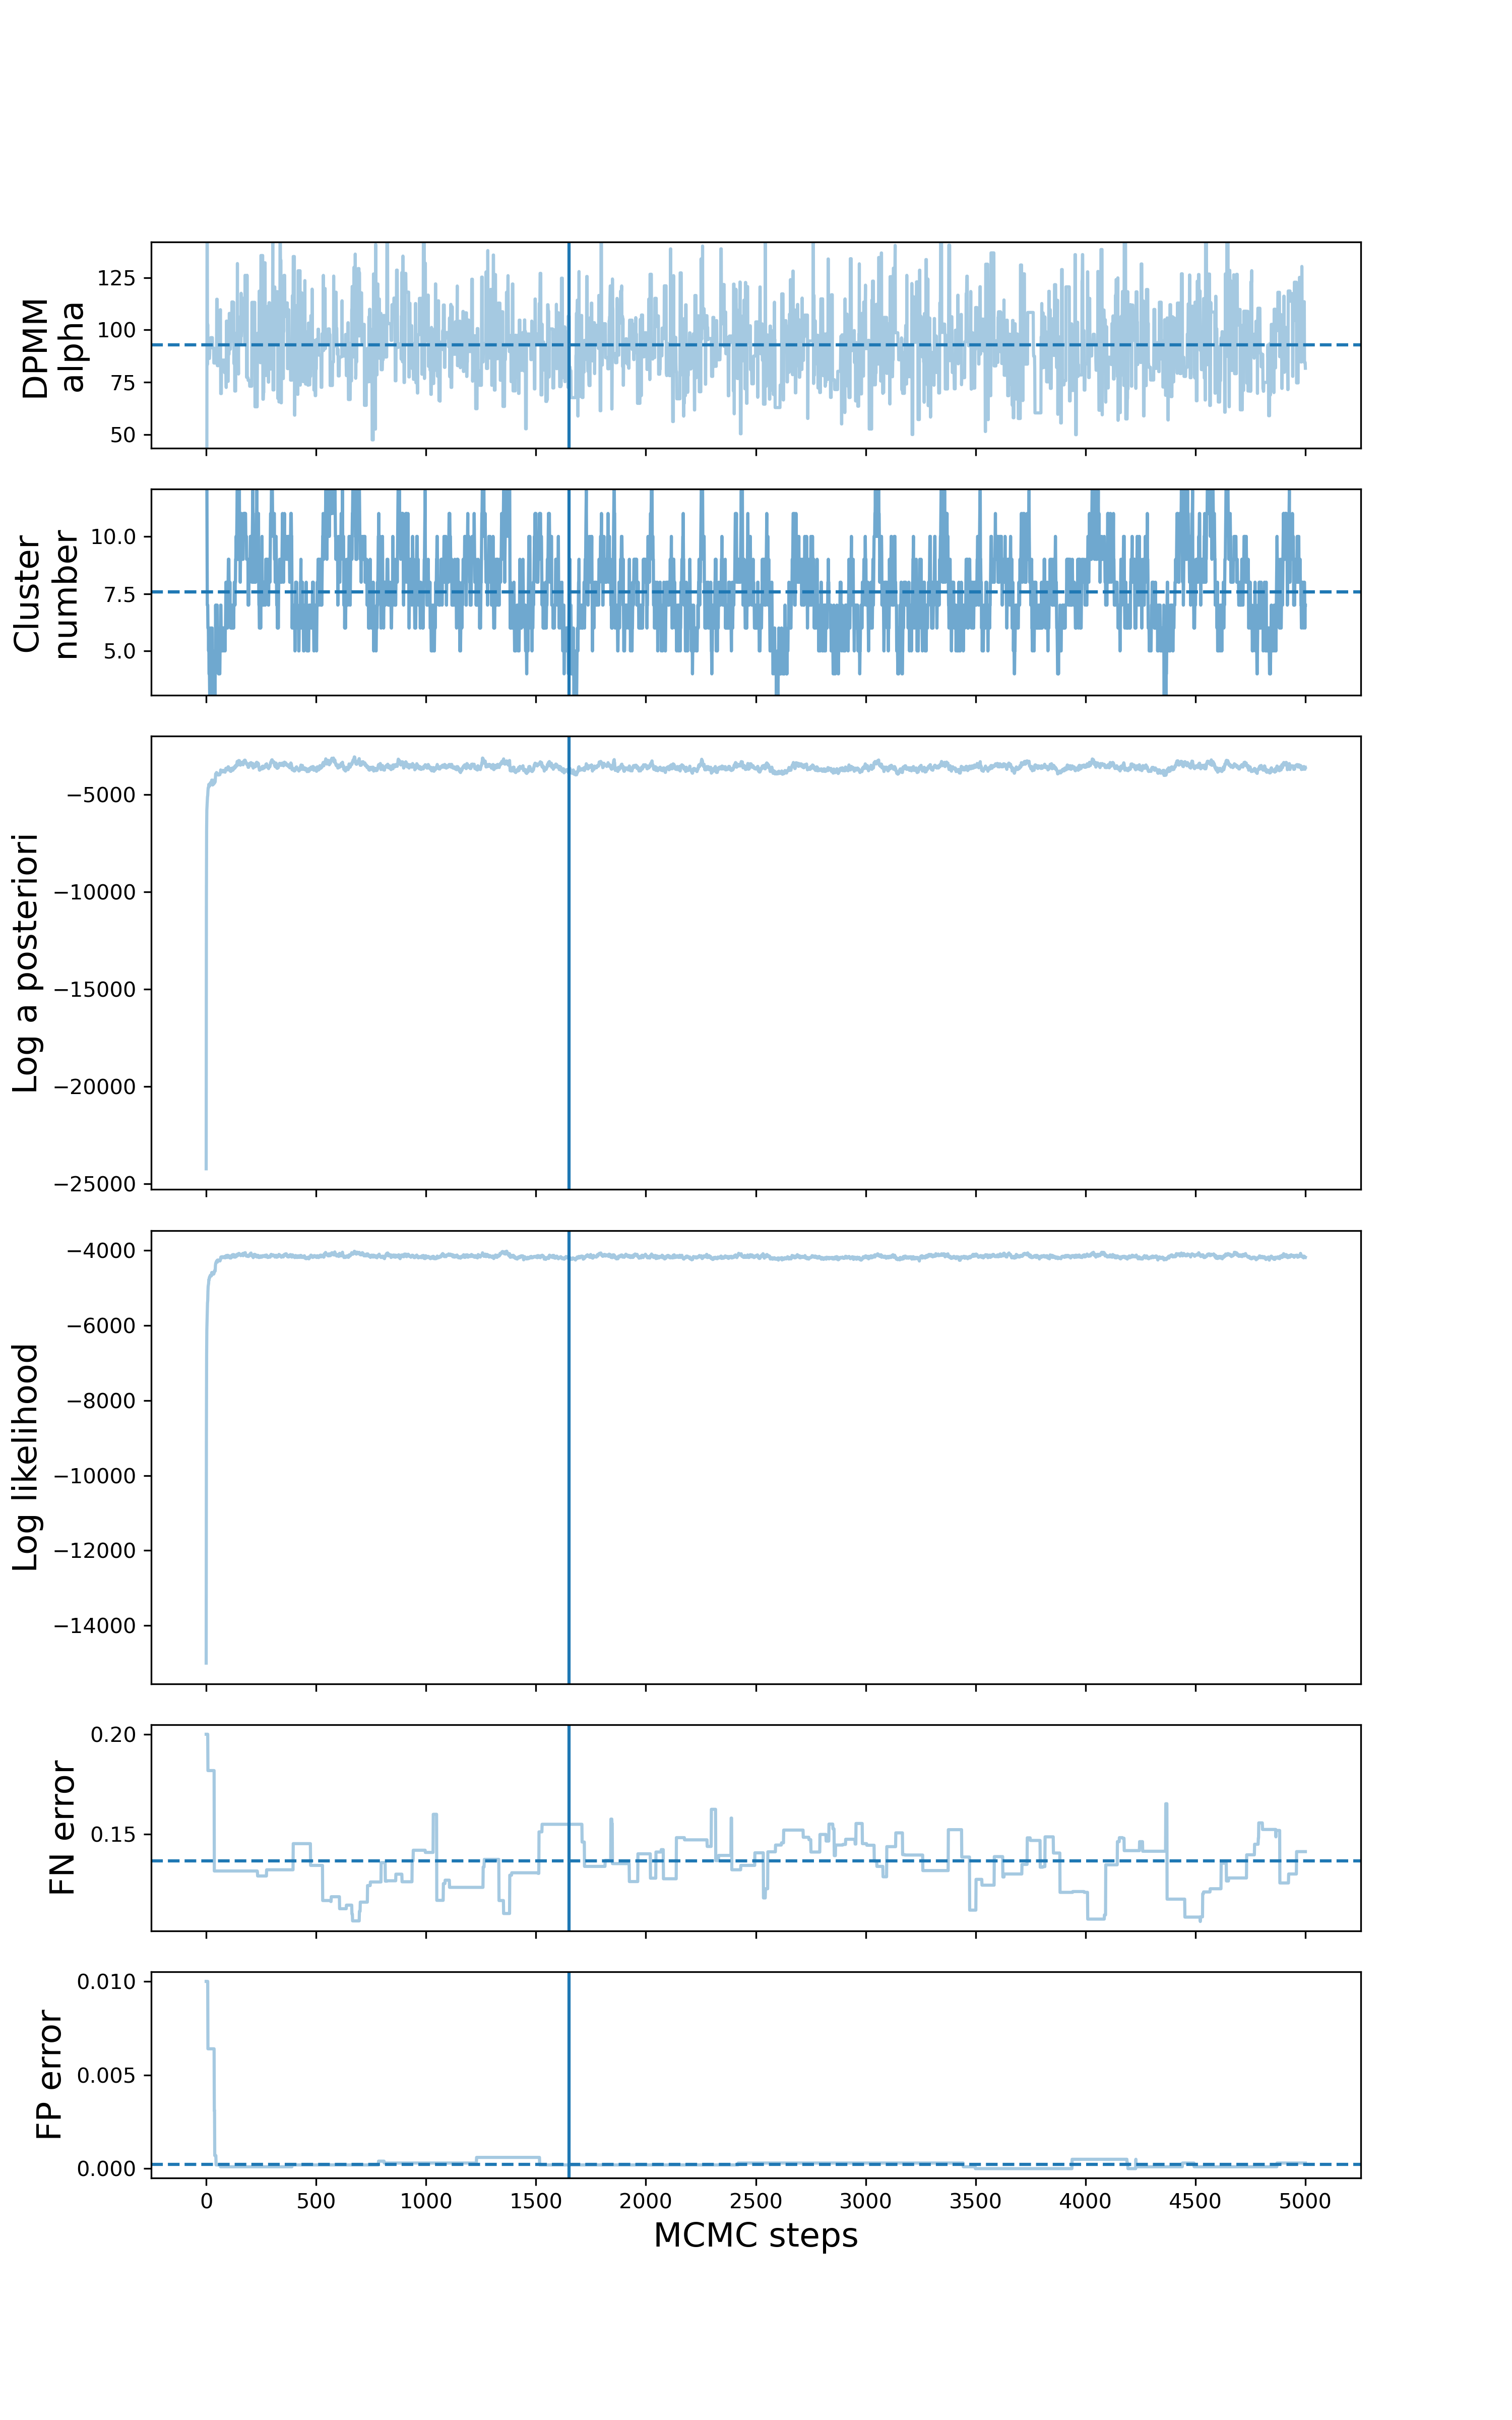 DPMM
alpha
125
100
75
50
Cluster
number
10.0
7.5
5.0
Log a posteriori
−5000
−10000
−15000
−20000
−25000
Log likelihood
−4000
−6000
−8000
−10000
−12000
−14000
FN error
0.20
0.15
FP error
0.010
0.005
0.000
0 500 1000 1500 2000 2500 3000 3500 4000 4500 5000
MCMC steps